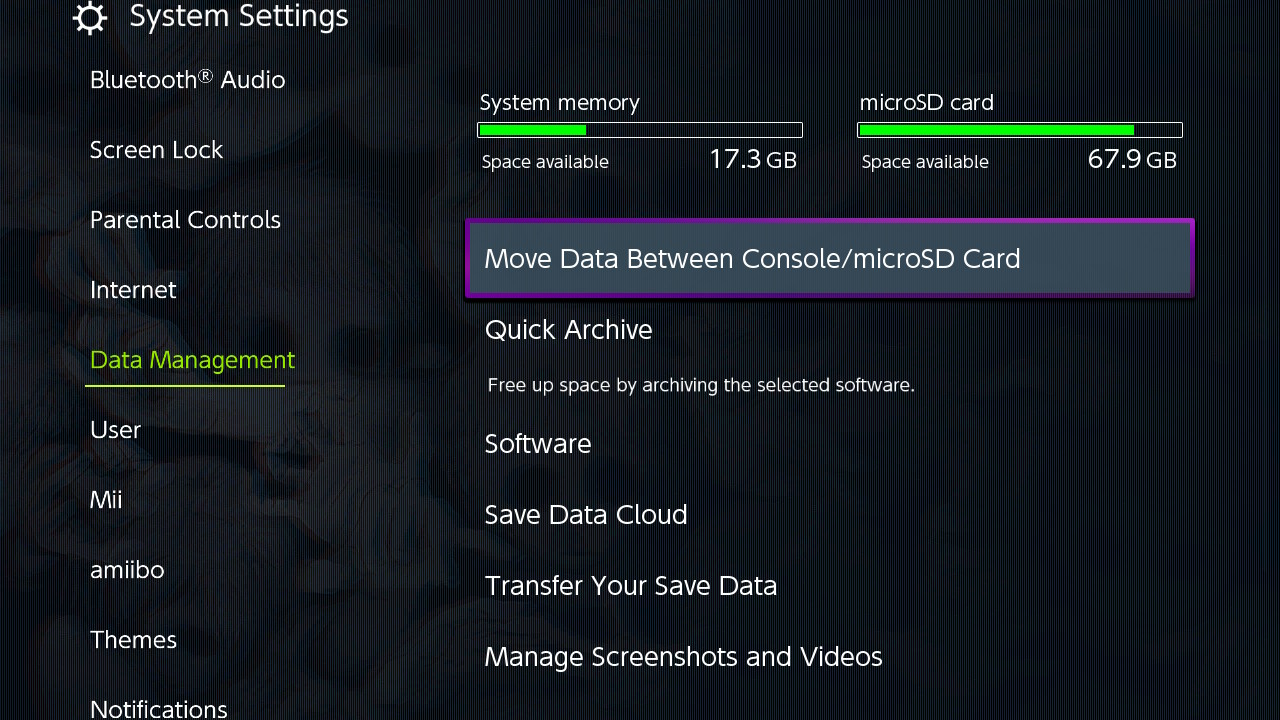 System Settings
Bluetooth® Audio
Screen Lock
Parental Controls
Internet
Data Management
User
Mii
amiibo
Themes
Notifications
System memory
Space available 17.3 GB
microSD card
Space available 67.9 GB
Move Data Between Console/microSD Card
Quick Archive
Free up space by archiving the selected software.
Software
Save Data Cloud
Transfer Your Save Data
Manage Screenshots and Videos